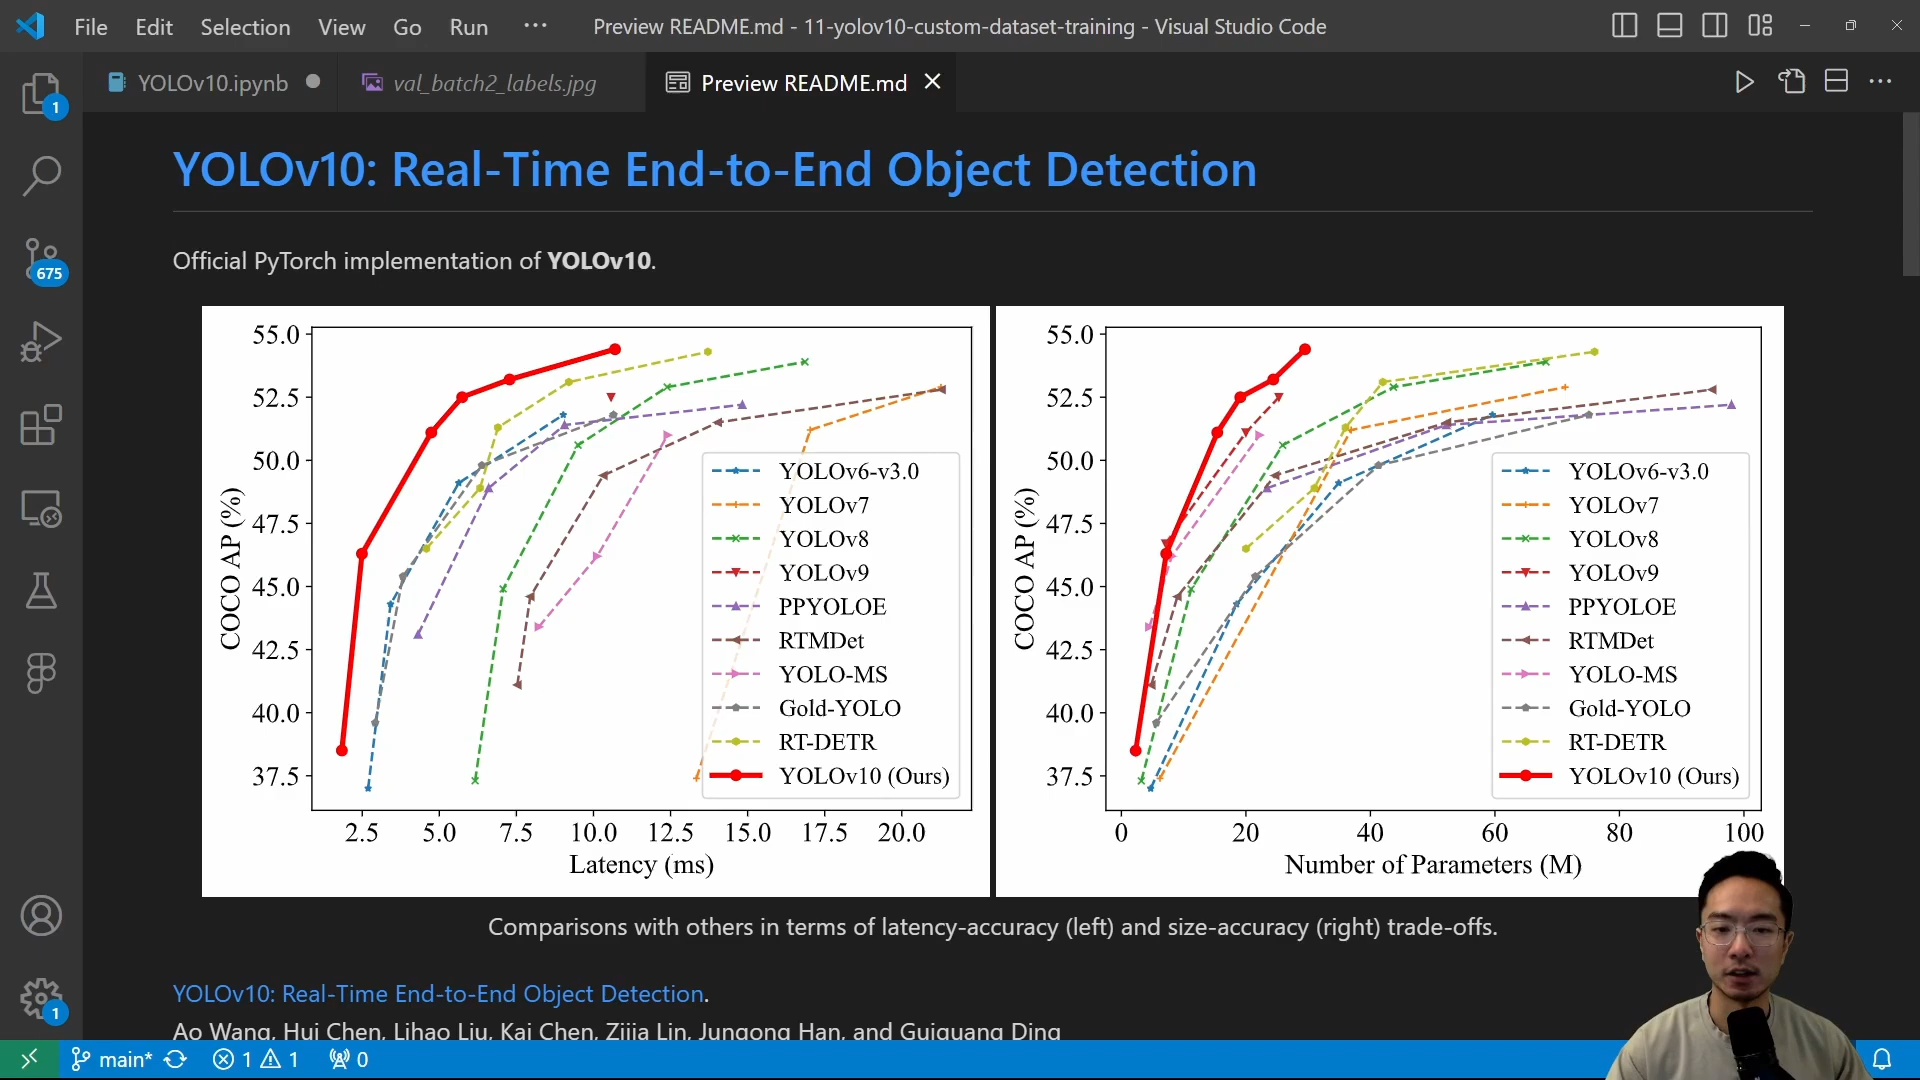 File Edit Selection View Go Run ··· Preview README.md - 11-yolov10-custom-dataset-training - Visual Studio Code
YOLOv10.ipynb val_batch2_labels.jpg Preview README.md
1
675
1
YOLOv10: Real-Time End-to-End Object Detection
Official PyTorch implementation of YOLOv10.
55.0
52.5
50.0
47.5
45.0
42.5
40.0
37.5
COCO AP (%)
YOLOv6-v3.0
YOLOv7
YOLOv8
YOLOv9
PPYOLOE
RTMDet
YOLO-MS
Gold-YOLO
RT-DETR
YOLOv10 (Ours)
2.5 5.0 7.5 10.0 12.5 15.0 17.5 20.0
Latency (ms)
55.0
52.5
50.0
47.5
45.0
42.5
40.0
37.5
COCO AP (%)
YOLOv6-v3.0
YOLOv7
YOLOv8
YOLOv9
PPYOLOE
RTMDet
YOLO-MS
Gold-YOLO
RT-DETR
YOLOv10 (Ours)
0 20 40 60 80 100
Number of Parameters (M)
Comparisons with others in terms of latency-accuracy (left) and size-accuracy (right) trade-offs.
YOLOv10: Real-Time End-to-End Object Detection.
Ao Wang, Hui Chen, Lihao Liu, Kai Chen, Zijia Lin, Jungong Han, and Guiguang Ding
main* 1 1 0